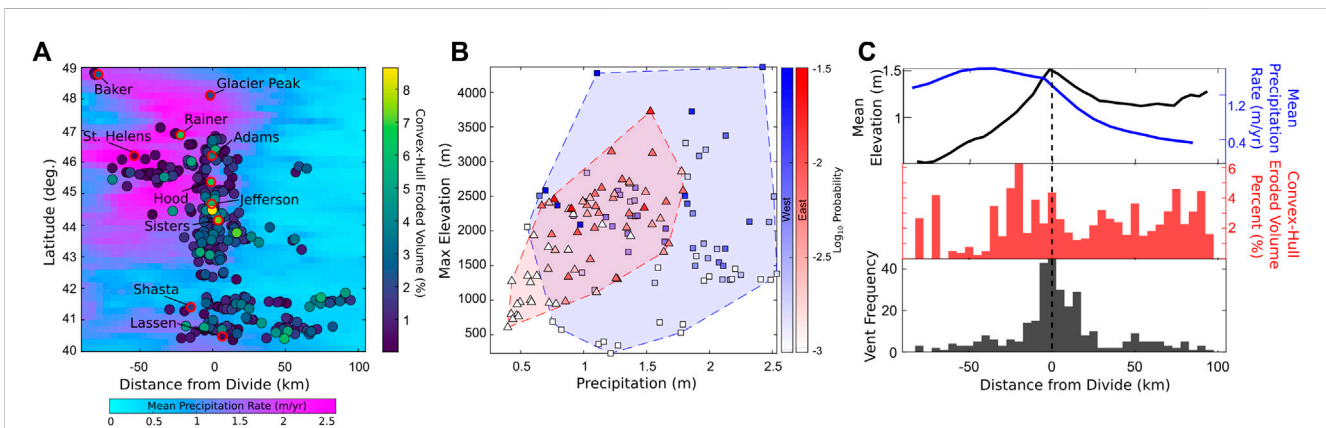 A
49
48
47
46
45
44
43
42
41
40
Latitude (deg.)
Baker
Glacier Peak
Rainer
St. Helens
Adams
Hood
Jefferson
Sisters
Shasta
Lassen
-50
0
50
100
Distance from Divide (km)
0
0.5
1
1.5
2
2.5
Mean Precipitation Rate (m/yr)
8
7
6
5
4
3
2
1
Convex-Hull Eroded Volume (%)
B
4000
3500
3000
2500
2000
1500
1000
500
Max Elevation (m)
0.5
1
1.5
2
2.5
Precipitation (m)
West
East
-1.5
-2
-2.5
-3
Log10 Probability
C
1.5
1
Mean
Elevation (m)
1.2
0.4
Mean
Precipitation
Rate (m/yr)
6
4
2
Convex-Hull
Eroded Volume
Percent (%)
40
30
20
10
0
Vent Frequency
-50
0
50
100
Distance from Divide (km)